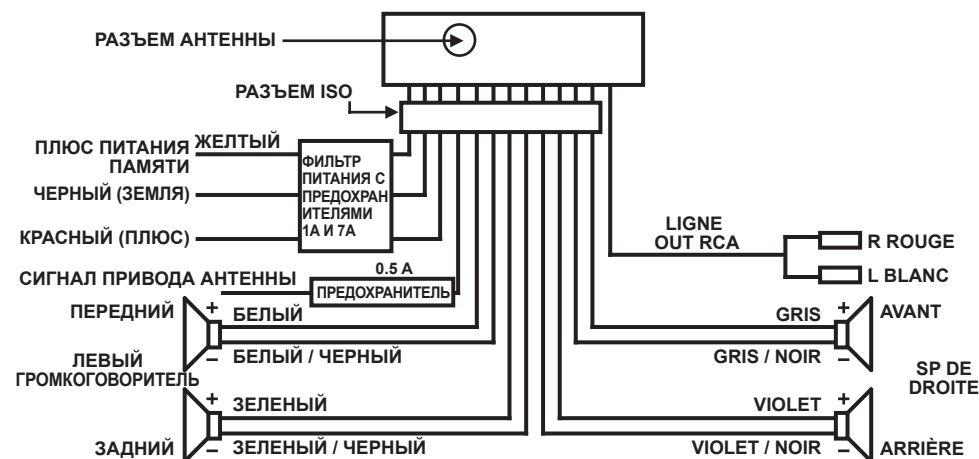 РАЗЪЕМ АНТЕННЫ
РАЗЪЕМ ISO
ПЛЮС ПИТАНИЯ
ПАМЯТИ
ЖЕЛТЫЙ
ЧЕРНЫЙ (ЗЕМЛЯ)
КРАСНЫЙ (ПЛЮС)
ФИЛЬТР
ПИТАНИЯ С
ПРЕДОХРАН
ИТЕЛЯМИ
1А И 7А
СИГНАЛ ПРИВОДА АНТЕННЫ
0.5 A
ПРЕДОХРАНИТЕЛЬ
LIGNE
OUT RCA
R ROUGE
L BLANC
ПЕРЕДНИЙ
+
БЕЛЫЙ
–
БЕЛЫЙ / ЧЕРНЫЙ
ЛЕВЫЙ
ГРОМКОГОВОРИТЕЛЬ
+
ЗЕЛЕНЫЙ
ЗАДНИЙ
–
ЗЕЛЕНЫЙ / ЧЕРНЫЙ
GRIS
+
AVANT
GRIS / NOIR
–
SP DE
DROITE
VIOLET
+
VIOLET / NOIR
–
ARRIÈRE